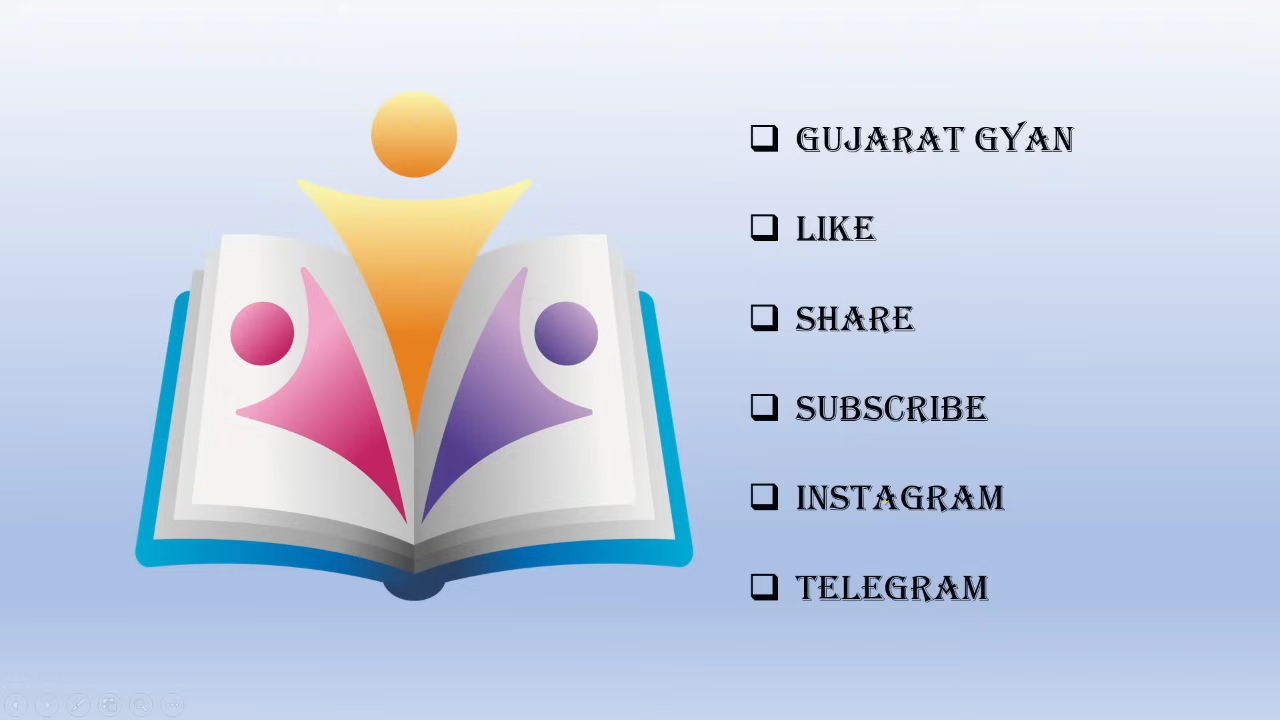 GUJARAT GYAN
LIKE
SHARE
SUBSCRIBE
INSTAGRAM
TELEGRAM